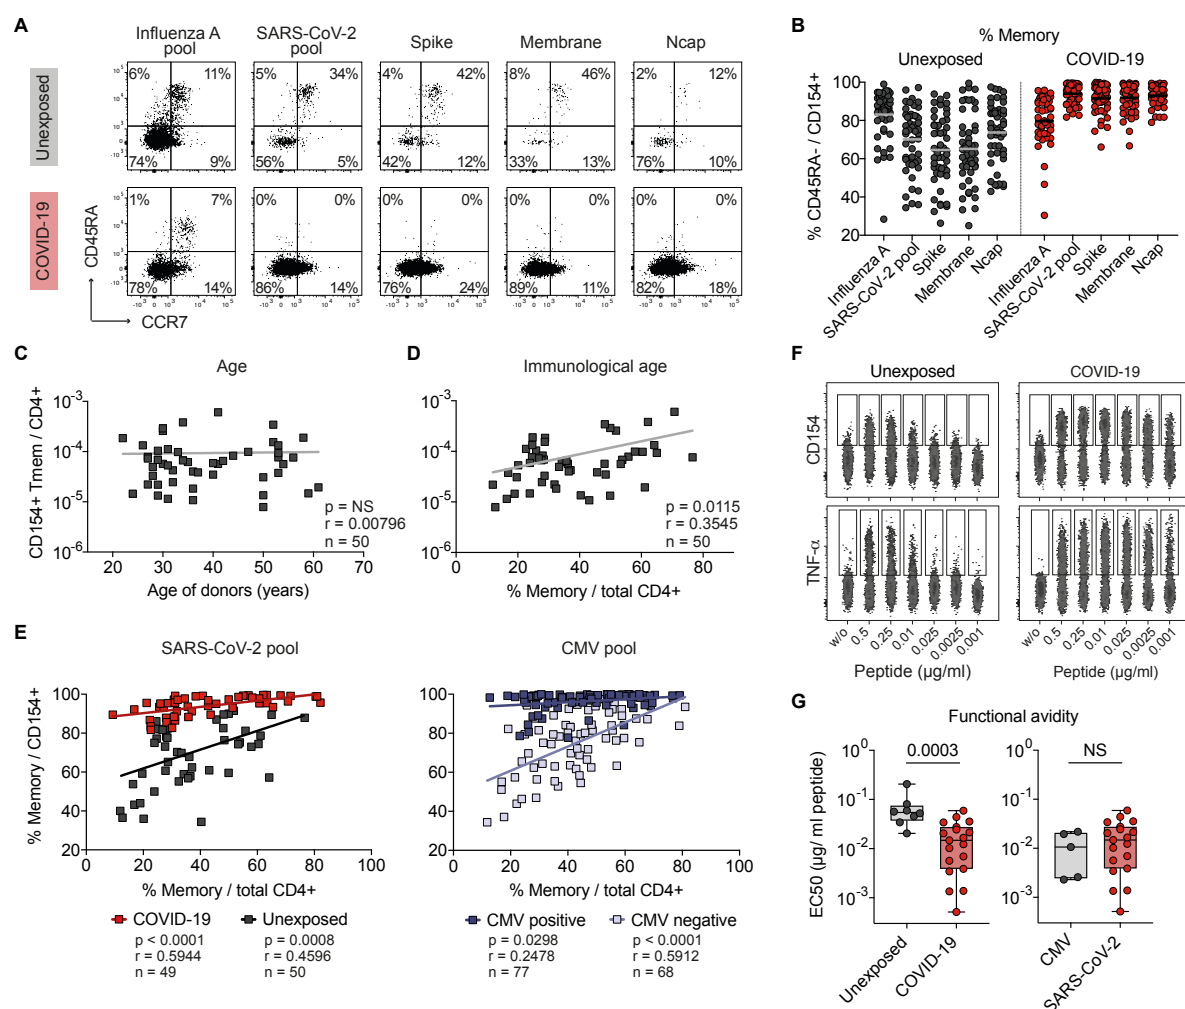 A
Influenza A
pool
SARS-CoV-2
pool
Spike
Membrane
Ncap
Unexposed
6% 11%
74% 9%
5% 34%
56% 5%
4% 42%
42% 12%
8% 46%
33% 13%
2% 12%
76% 10%
COVID-19
1% 7%
78% 14%
0% 0%
86% 14%
0% 0%
76% 24%
0% 0%
89% 11%
0% 0%
82% 18%
CD45RA
CCR7
B
% Memory
Unexposed COVID-19
% CD45RA- / CD154+
100
80
60
40
20
Influenza A
SARS-CoV-2 pool
Spike
Membrane
Ncap
Influenza A
SARS-CoV-2 pool
Spike
Membrane
Ncap
C
Age
CD154+ Tmem / CD4+
10-3
10-4
10-5
10-6
p = NS
r = 0.00796
n = 50
20 30 40 50 60 70
Age of donors (years)
D
Immunological age
10-3
10-4
10-5
10-6
p = 0.0115
r = 0.3545
n = 50
0 20 40 60 80
% Memory / total CD4+
E
SARS-CoV-2 pool
% Memory / CD154+
100
80
60
40
20
0 20 40 60 80 100
% Memory / total CD4+
COVID-19 Unexposed
p < 0.0001 p = 0.0008
r = 0.5944 r = 0.4596
n = 49 n = 50
CMV pool
100
80
60
40
20
0 20 40 60 80 100
% Memory / total CD4+
CMV positive CMV negative
p = 0.0298 p < 0.0001
r = 0.2478 r = 0.5912
n = 77 n = 68
F
Unexposed COVID-19
CD154
TNF-α
w/o 0.5 0.25 0.01 0.025 0.0025 0.001
w/o 0.5 0.25 0.01 0.025 0.0025 0.001
Peptide (µg/ml) Peptide (µg/ml)
G
Functional avidity
EC50 (µg/ ml peptide)
0.0003
100
10-1
10-2
10-3
Unexposed
COVID-19
NS
100
10-1
10-2
10-3
CMV
SARS-CoV-2